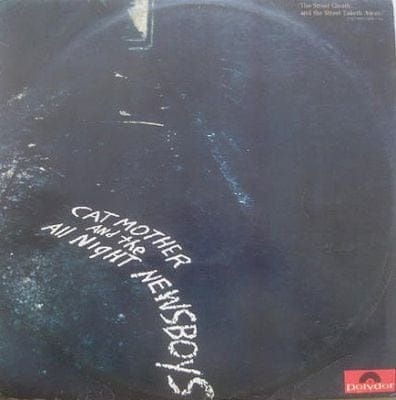 The Street Giveth...
and the Street Taketh Away.
CAT MOTHER
And the
All NigHT NEWSBOYS
Polydor